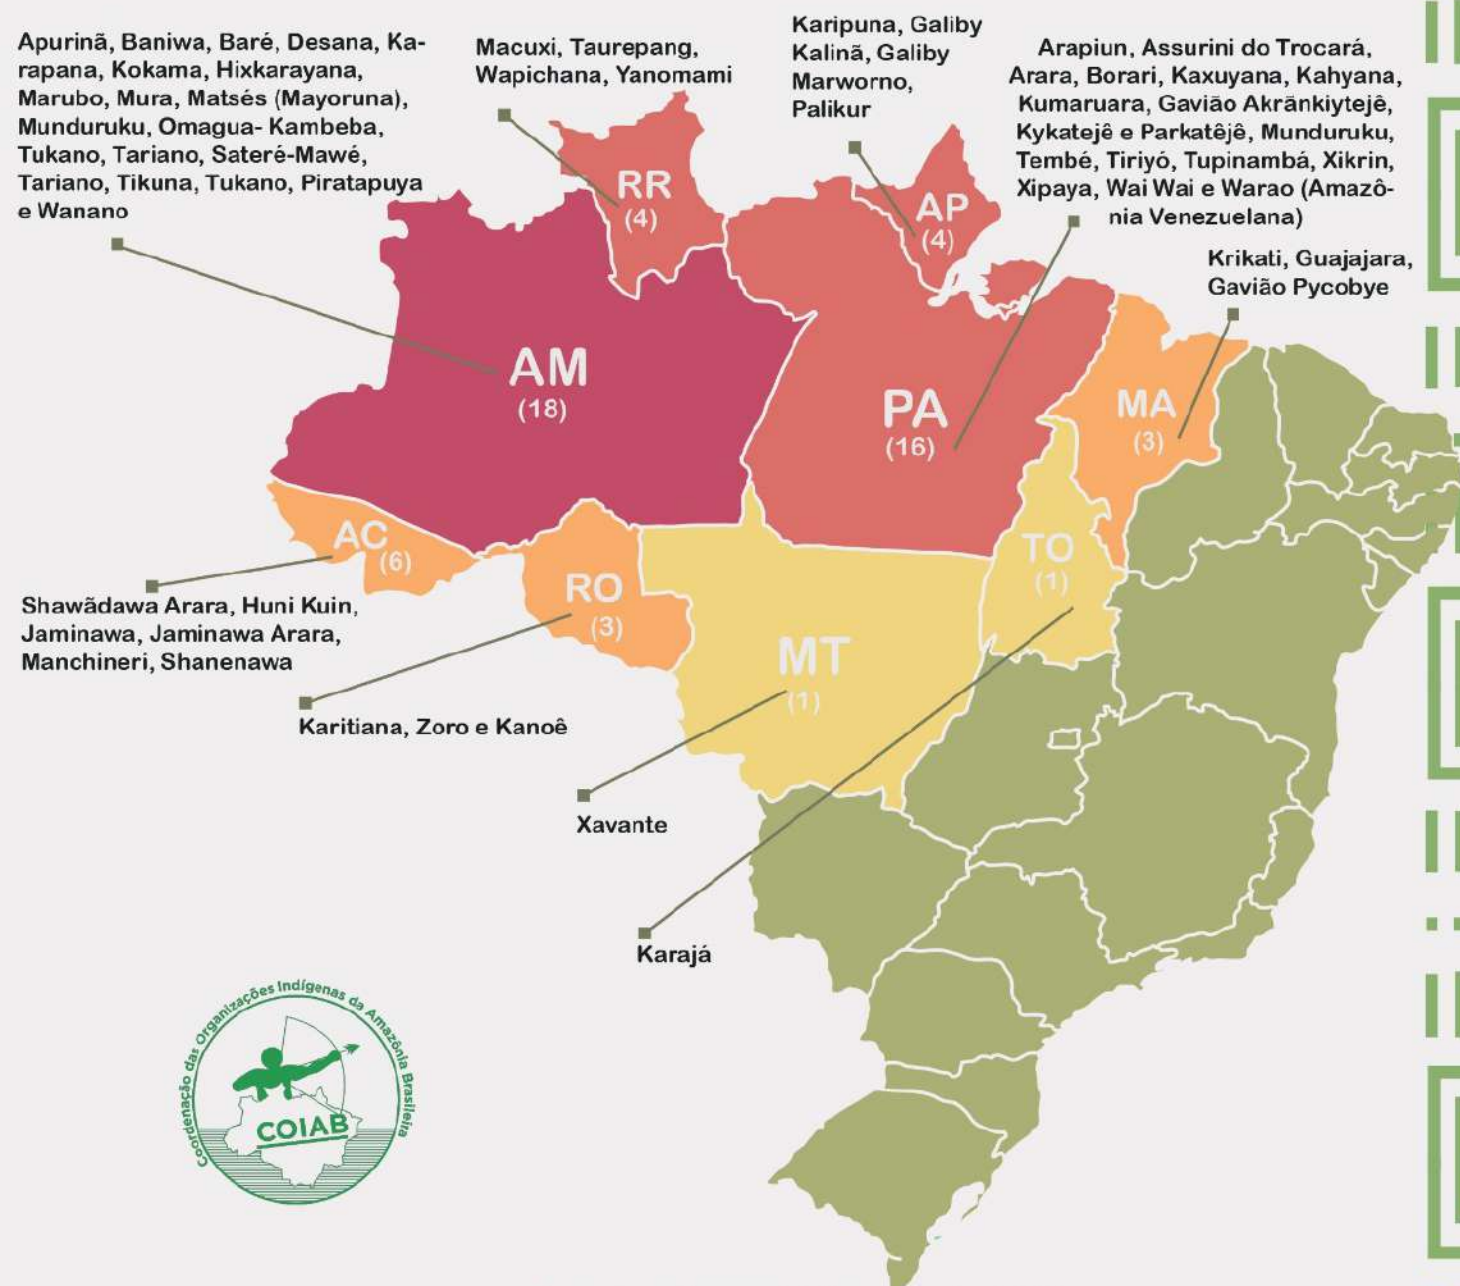 Apurinã, Baniwa, Baré, Desana, Ka-
rapana, Kokama, Hixkarayana,
Marubo, Mura, Matsés (Mayoruna),
Munduruku, Omagua- Kambeba,
Tukano, Tariano, Sateré-Mawé,
Tariano, Tikuna, Tukano, Piratapuya
e Wanano
Macuxi, Taurepang,
Wapichana, Yanomami
Karipuna, Galiby
Kalinã, Galiby
Marworno,
Palikur
Arapiun, Assurini do Trocará,
Arara, Borari, Kaxuyana, Kahyana,
Kumaruara, Gavião Akrãnkiytejê,
Kykatejê e Parkatêjê, Munduruku,
Tembé, Tiriyó, Tupinambá, Xikrin,
Xipaya, Wai Wai e Warao (Amazô-
nia Venezuelana)
Krikati, Guajajara,
Gavião Pycobye
RR
(4)
AP
(4)
AM
(18)
PA
(16)
MA
(3)
AC
(6)
RO
(3)
TO
(1)
MT
(1)
Shawãdawa Arara, Huni Kuin,
Jaminawa, Jaminawa Arara,
Manchineri, Shanenawa
Karitiana, Zoro e Kanoê
Xavante
Karajá
Coordenação das Organizações Indígenas da Amazônia Brasileira
COIAB